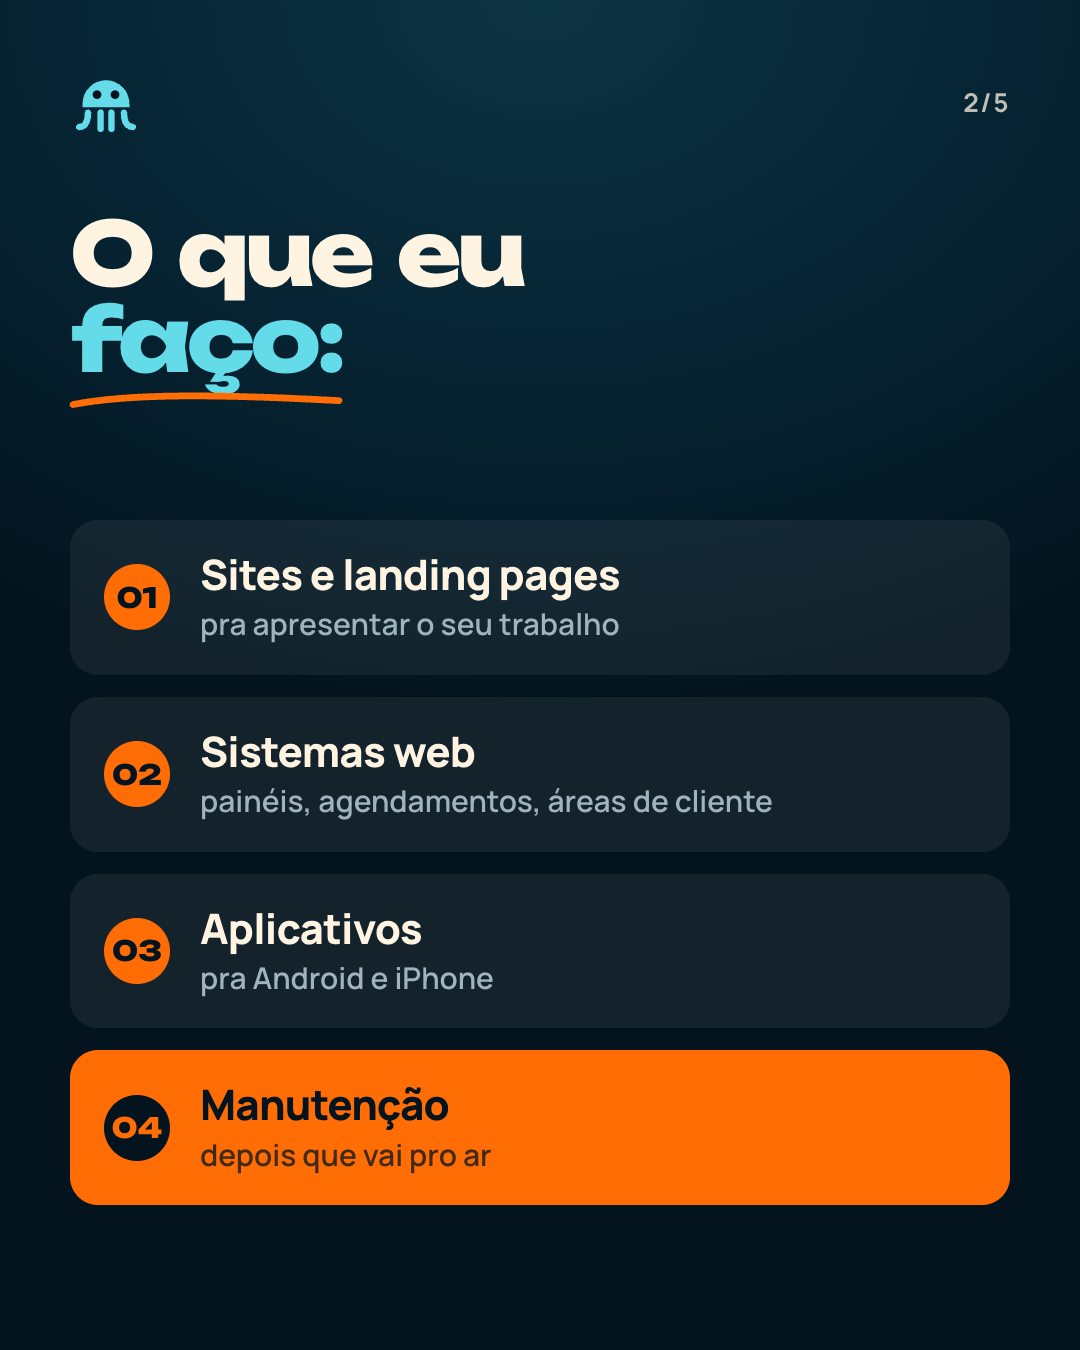 2/5
O que eu
faço:
01
Sites e landing pages
pra apresentar o seu trabalho
02
Sistemas web
painéis, agendamentos, áreas de cliente
03
Aplicativos
pra Android e iPhone
04
Manutenção
depois que vai pro ar